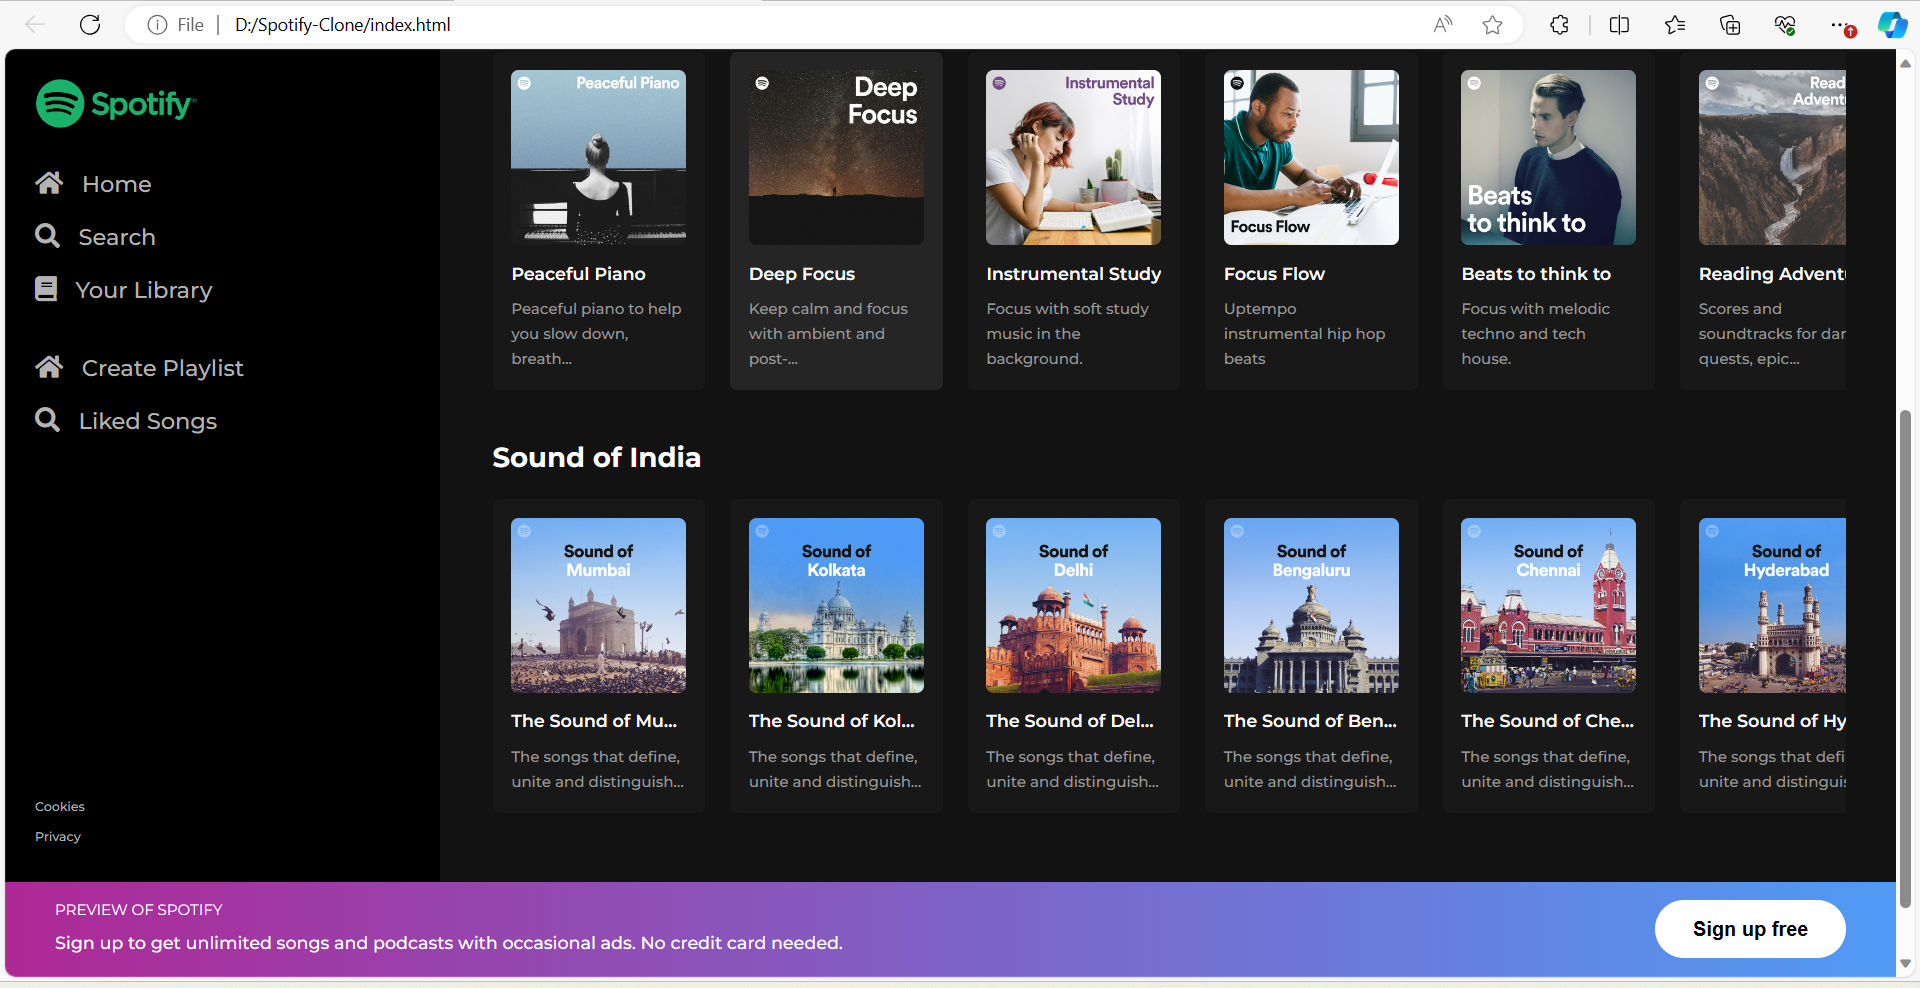 File
D:/Spotify-Clone/index.html
Spotify
Home
Search
Your Library
Create Playlist
Liked Songs
Cookies
Privacy
Peaceful Piano
Peaceful Piano
Peaceful piano to help
you slow down,
breath...
Deep
Focus
Deep Focus
Keep calm and focus
with ambient and
post-...
Instrumental
Study
Instrumental Study
Focus with soft study
music in the
background.
Focus Flow
Focus Flow
Uptempo
instrumental hip hop
beats
Beats
to think to
Beats to think to
Focus with melodic
techno and tech
house.
Read
Advent
Reading Advent
Scores and
soundtracks for dar
quests, epic...
Sound of India
Sound of
Mumbai
The Sound of Mu...
The songs that define,
unite and distinguish...
Sound of
Kolkata
The Sound of Kol...
The songs that define,
unite and distinguish...
Sound of
Delhi
The Sound of Del...
The songs that define,
unite and distinguish...
Sound of
Bengaluru
The Sound of Ben...
The songs that define,
unite and distinguish...
Sound of
Chennai
The Sound of Che...
The songs that define,
unite and distinguish...
Sound of
Hyderabad
The Sound of Hy
The songs that defi
unite and distinguis
PREVIEW OF SPOTIFY
Sign up to get unlimited songs and podcasts with occasional ads. No credit card needed.
Sign up free